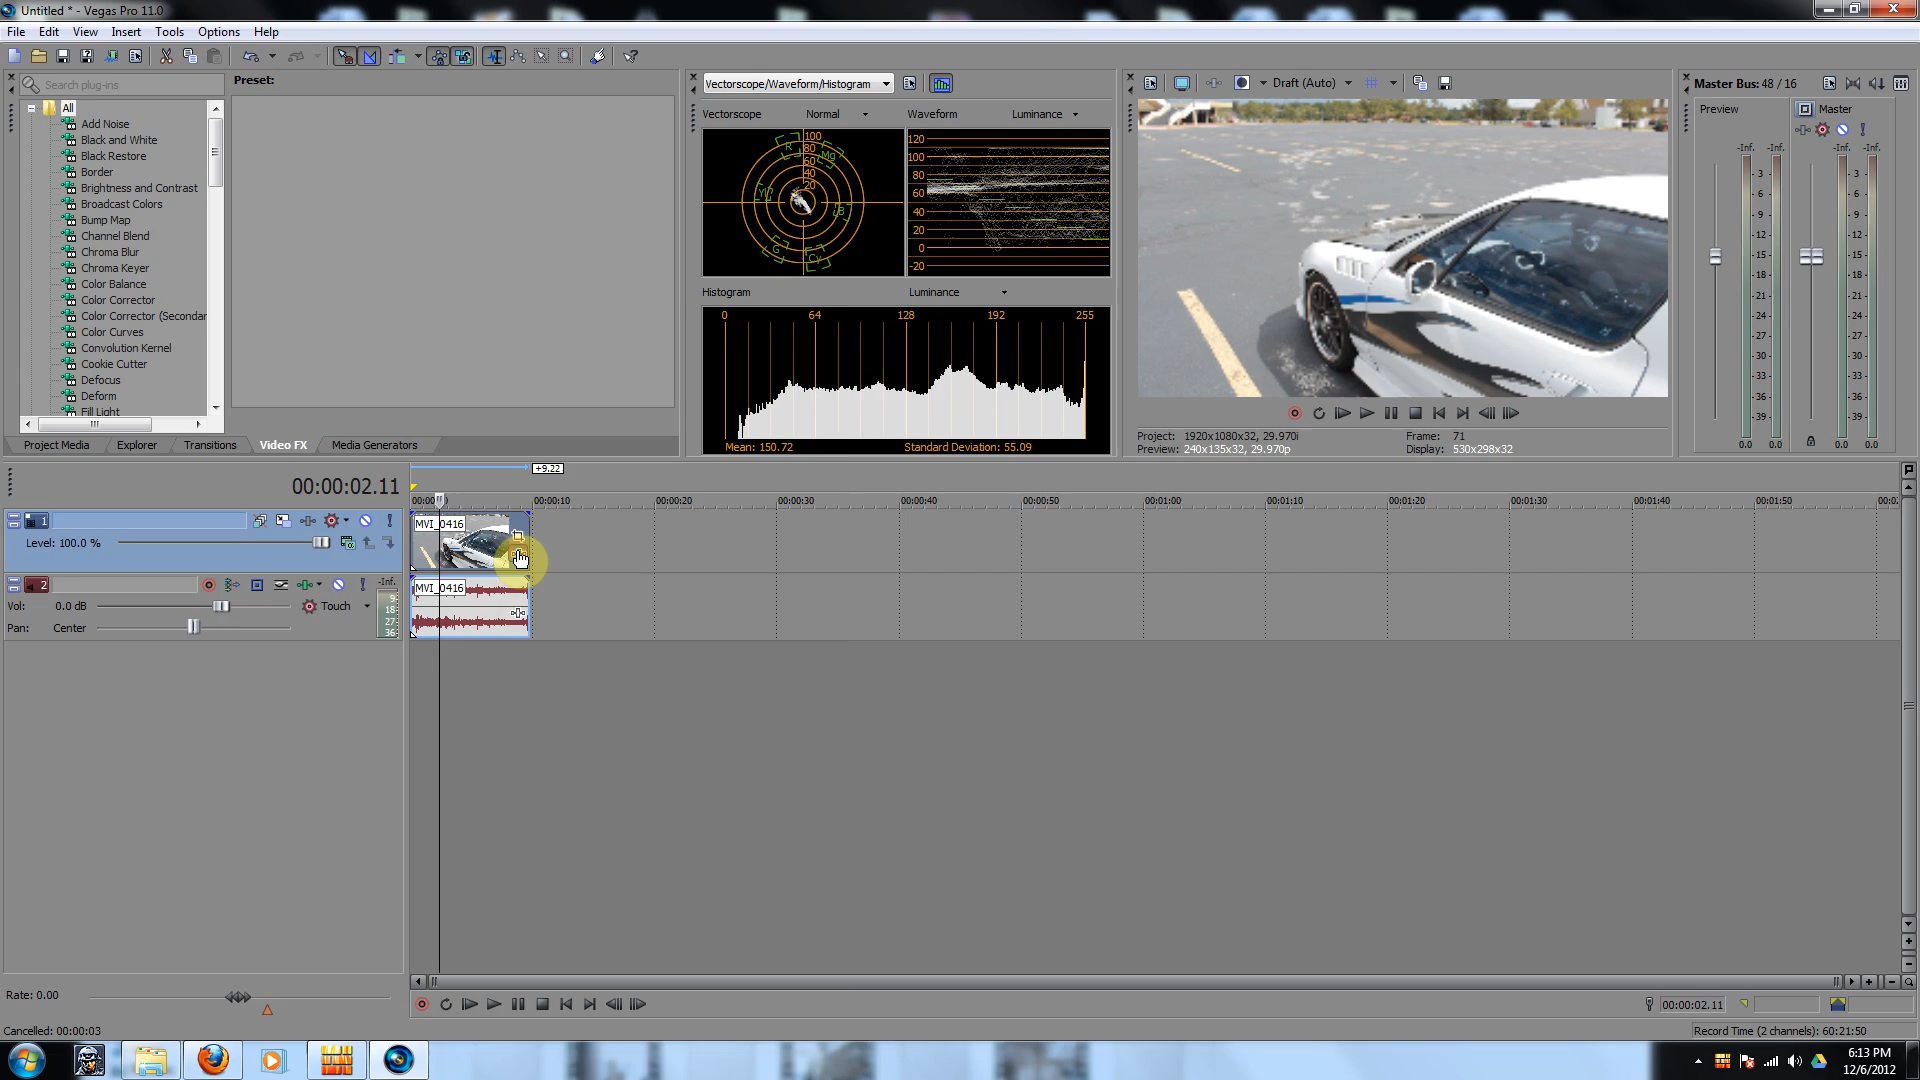 Untitled * - Vegas Pro 11.0
File Edit View Insert Tools Options Help
Search plug-ins
Preset:
All
Add Noise
Black and White
Black Restore
Border
Brightness and Contrast
Broadcast Colors
Bump Map
Channel Blend
Chroma Blur
Chroma Keyer
Color Balance
Color Corrector
Color Corrector (Secondar
Color Curves
Convolution Kernel
Cookie Cutter
Defocus
Deform
Fill Light
Project Media Explorer Transitions Video FX Media Generators
Vectorscope/Waveform/Histogram
Vectorscope Normal Waveform Luminance
100
80
60
40
20
R Mg B Cy G Yl
120
100
80
60
40
20
0
-20
Histogram Luminance
0 64 128 192 255
Mean: 150.72 Standard Deviation: 55.09
Draft (Auto)
Project: 1920x1080x32, 29.970i Frame: 71
Preview: 240x135x32, 29.970p Display: 530x298x32
Master Bus: 48 / 16
Preview Master
-Inf. -Inf. -Inf. -Inf.
- 3 - - 3 -
- 6 - - 6 -
- 9 - - 9 -
-12- -12-
-15- -15-
-18- -18-
-21- -21-
-24- -24-
-27- -27-
-30- -30-
-33- -33-
-36- -36-
-39- -39-
0.0 0.0 0.0 0.0
00:00:02.11
+9.22
00:00 00:00:10 00:00:20 00:00:30 00:00:40 00:00:50 00:01:00 00:01:10 00:01:20 00:01:30 00:01:40 00:01:50 00:0
1
Level: 100.0 %
MVI_0416
2
-Inf.
Vol: 0.0 dB Touch
Pan: Center
9
18
27
36
MVI_0416
Rate: 0.00
00:00:02.11
Cancelled: 00:00:03
Record Time (2 channels): 60:21:50
6:13 PM
12/6/2012